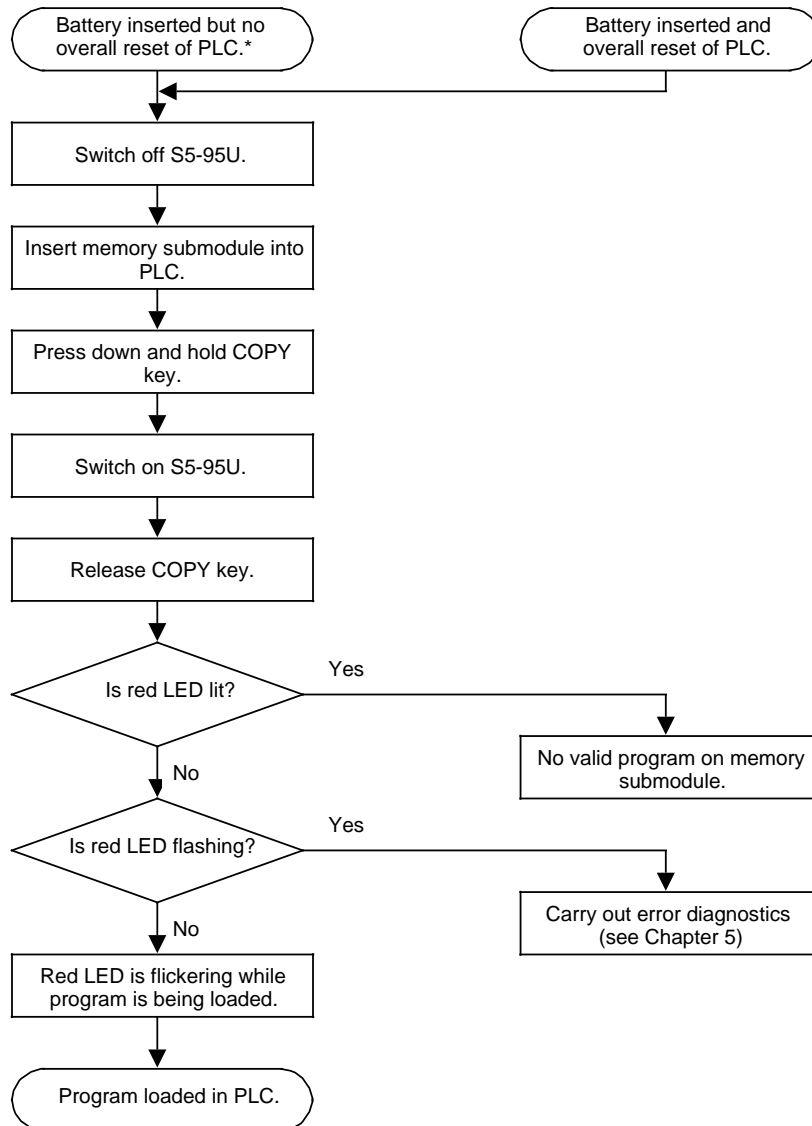 Battery inserted but no
overall reset of PLC.*
Battery inserted and
overall reset of PLC.
Switch off S5-95U.
Insert memory submodule into
PLC.
Press down and hold COPY
key.
Switch on S5-95U.
Release COPY key.
Is red LED lit?
Yes
No valid program on memory
submodule.
No
Is red LED flashing?
Yes
Carry out error diagnostics
(see Chapter 5)
No
Red LED is flickering while
program is being loaded.
Program loaded in PLC.